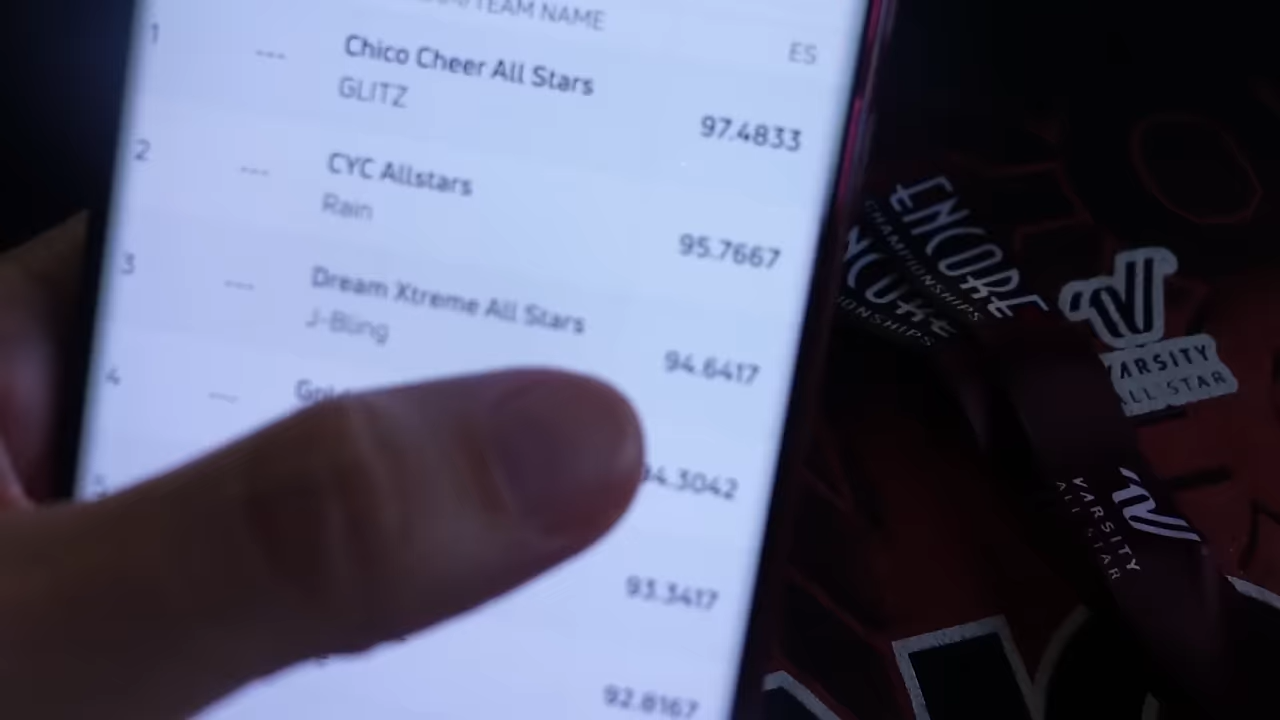 TEAM NAME
ES
1
---
Chico Cheer All Stars
GLITZ
97.4833
2
---
CYC Allstars
Rain
95.7667
3
---
Dream Xtreme All Stars
J-Bling
94.6417
4
---
4.3042
93.3417
92.8167
ENCORE
CHAMPIONSHIPS
VARSITY
ALL STAR
VARSITY
ALL STAR